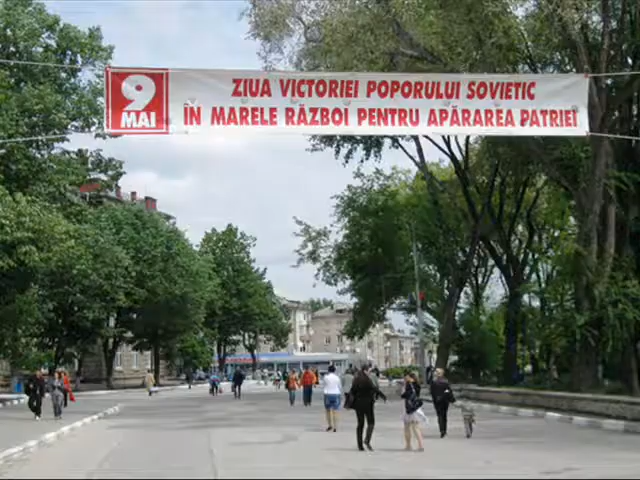 9
MAI
ZIUA VICTORIEI POPORULUI SOVIETIC
ÎN MARELE RĂZBOI PENTRU APĂRAREA PATRIEI